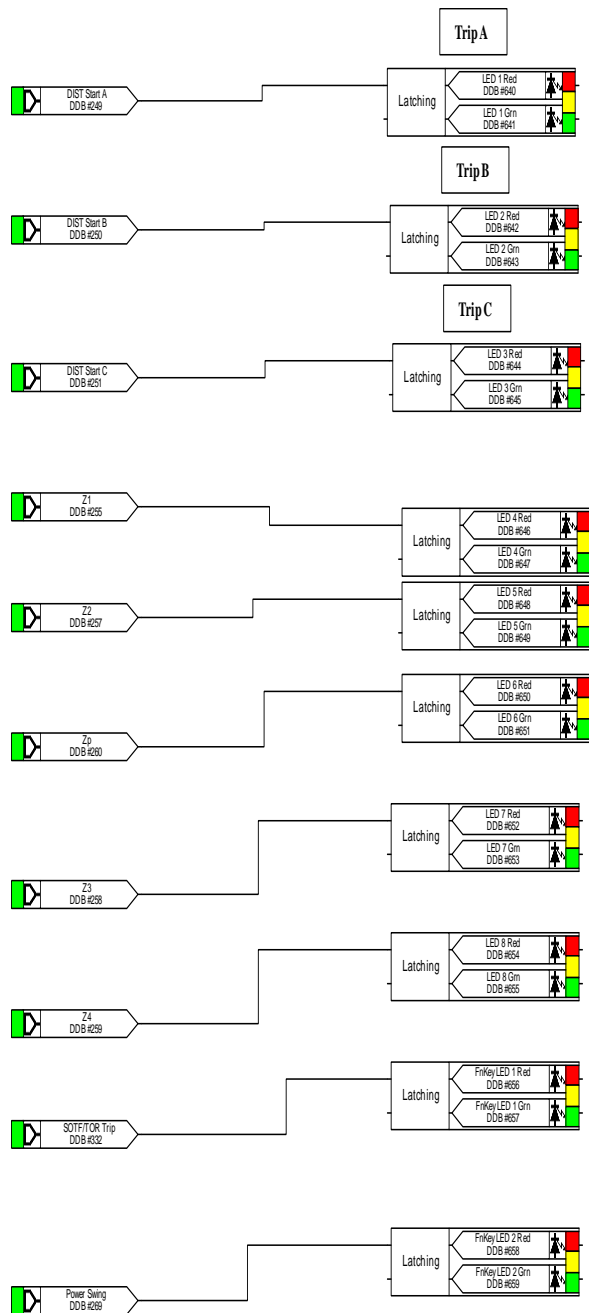 Trip A
DIST Start A
DDB #249
Latching
LED 1 Red
DDB #640
LED 1 Grn
DDB #641
Trip B
DIST Start B
DDB #250
Latching
LED 2 Red
DDB #642
LED 2 Grn
DDB #643
Trip C
DIST Start C
DDB #251
Latching
LED 3 Red
DDB #644
LED 3 Grn
DDB #645
Z1
DDB #255
Latching
LED 4 Red
DDB #646
LED 4 Grn
DDB #647
Z2
DDB #257
Latching
LED 5 Red
DDB #648
LED 5 Grn
DDB #649
Zp
DDB #260
Latching
LED 6 Red
DDB #650
LED 6 Grn
DDB #651
Z3
DDB #258
Latching
LED 7 Red
DDB #652
LED 7 Grn
DDB #653
Z4
DDB #259
Latching
LED 8 Red
DDB #654
LED 8 Grn
DDB #655
SOTF/TOR Trip
DDB #332
Latching
FnKey LED 1 Red
DDB #656
FnKey LED 1 Grn
DDB #657
Power Swing
DDB #269
Latching
FnKey LED 2 Red
DDB #658
FnKey LED 2 Grn
DDB #659